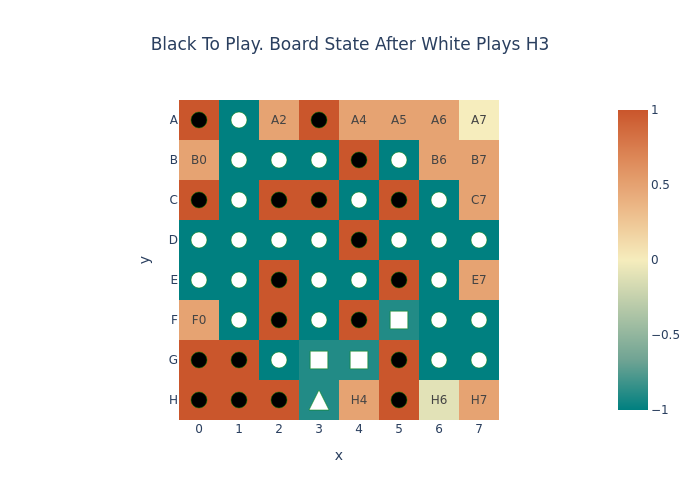 Black To Play. Board State After White Plays H3
A A2 A4 A5 A6 A7 1
B B0 B6 B7
C C7 0.5
D
E E7 0
F F0 −0.5
G
H H4 H6 H7 −1
0 1 2 3 4 5 6 7
x
y